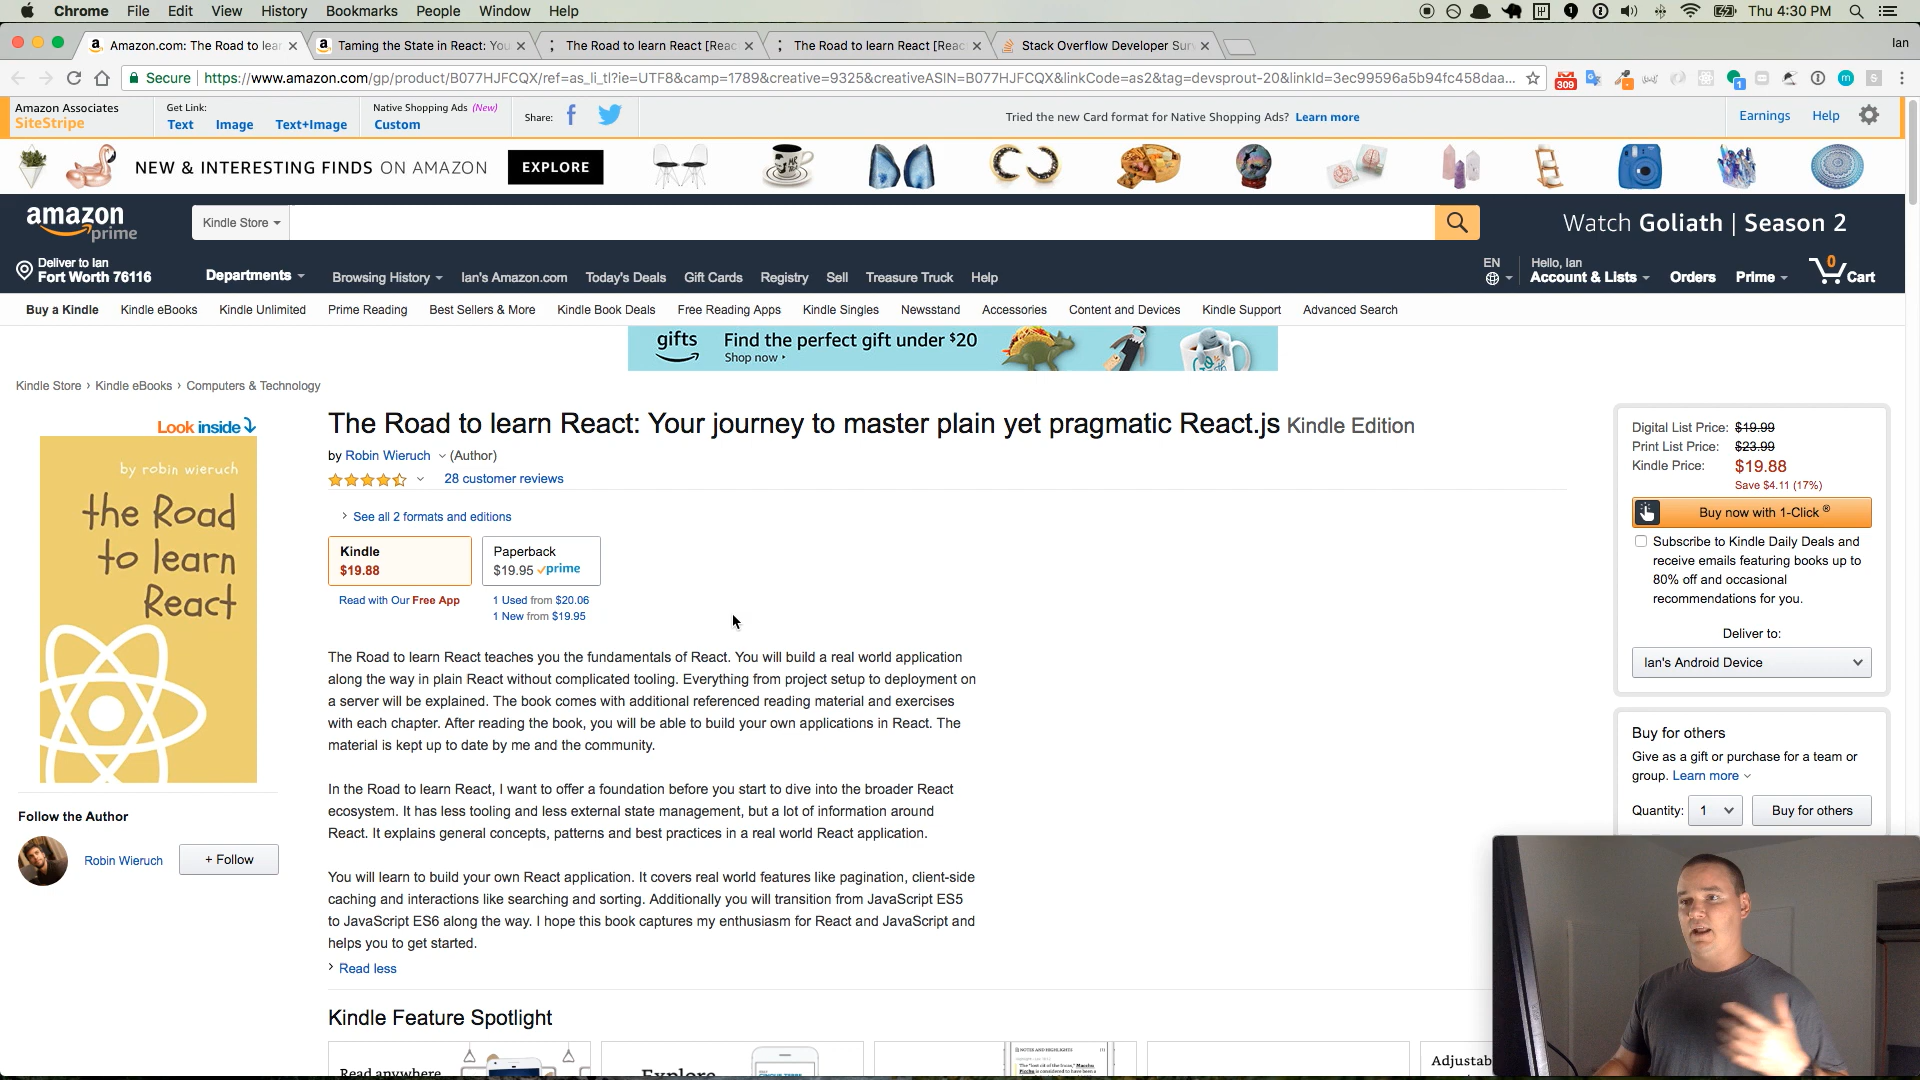 Chrome File Edit View History Bookmarks People Window Help
Thu 4:30 PM
Amazon.com: The Road to lear
Taming the State in React: You
The Road to learn React [Reac
The Road to learn React [Reac
Stack Overflow Developer Sur
Ian
Secure https://www.amazon.com/gp/product/B077HJFCQX/ref=as_li_tl?ie=UTF8&camp=1789&creative=9325&creativeASIN=B077HJFCQX&linkCode=as2&tag=devsprout-20&linkId=3ec99596a5b94fc458daa...
309
1
Amazon Associates
SiteStripe
Get Link:
Text Image Text+Image
Native Shopping Ads (New)
Custom
Share:
Tried the new Card format for Native Shopping Ads? Learn more
Earnings Help
NEW & INTERESTING FINDS ON AMAZON EXPLORE
amazon
prime
Kindle Store
Watch Goliath | Season 2
Deliver to Ian
Fort Worth 76116
Departments
Browsing History Ian's Amazon.com Today's Deals Gift Cards Registry Sell Treasure Truck Help
EN
Hello, Ian
Account & Lists
Orders
Prime
0
Cart
Buy a Kindle Kindle eBooks Kindle Unlimited Prime Reading Best Sellers & More Kindle Book Deals Free Reading Apps Kindle Singles Newsstand Accessories Content and Devices Kindle Support Advanced Search
gifts
Find the perfect gift under $20
Shop now
Kindle Store › Kindle eBooks › Computers & Technology
Look inside
by robin wieruch
the Road
to learn
React
Follow the Author
Robin Wieruch
+ Follow
The Road to learn React: Your journey to master plain yet pragmatic React.js Kindle Edition
by Robin Wieruch (Author)
28 customer reviews
See all 2 formats and editions
Kindle
$19.88
Paperback
$19.95 prime
Read with Our Free App
1 Used from $20.06
1 New from $19.95
The Road to learn React teaches you the fundamentals of React. You will build a real world application
along the way in plain React without complicated tooling. Everything from project setup to deployment on
a server will be explained. The book comes with additional referenced reading material and exercises
with each chapter. After reading the book, you will be able to build your own applications in React. The
material is kept up to date by me and the community.
In the Road to learn React, I want to offer a foundation before you start to dive into the broader React
ecosystem. It has less tooling and less external state management, but a lot of information around
React. It explains general concepts, patterns and best practices in a real world React application.
You will learn to build your own React application. It covers real world features like pagination, client-side
caching and interactions like searching and sorting. Additionally you will transition from JavaScript ES5
to JavaScript ES6 along the way. I hope this book captures my enthusiasm for React and JavaScript and
helps you to get started.
Read less
Kindle Feature Spotlight
Read anywhere
Explore
Adjustab
Digital List Price: $19.99
Print List Price: $23.99
Kindle Price: $19.88
Save $4.11 (17%)
Buy now with 1-Click ®
Subscribe to Kindle Daily Deals and
receive emails featuring books up to
80% off and occasional
recommendations for you.
Deliver to:
Ian's Android Device
Buy for others
Give as a gift or purchase for a team or
group. Learn more
Quantity: 1
Buy for others